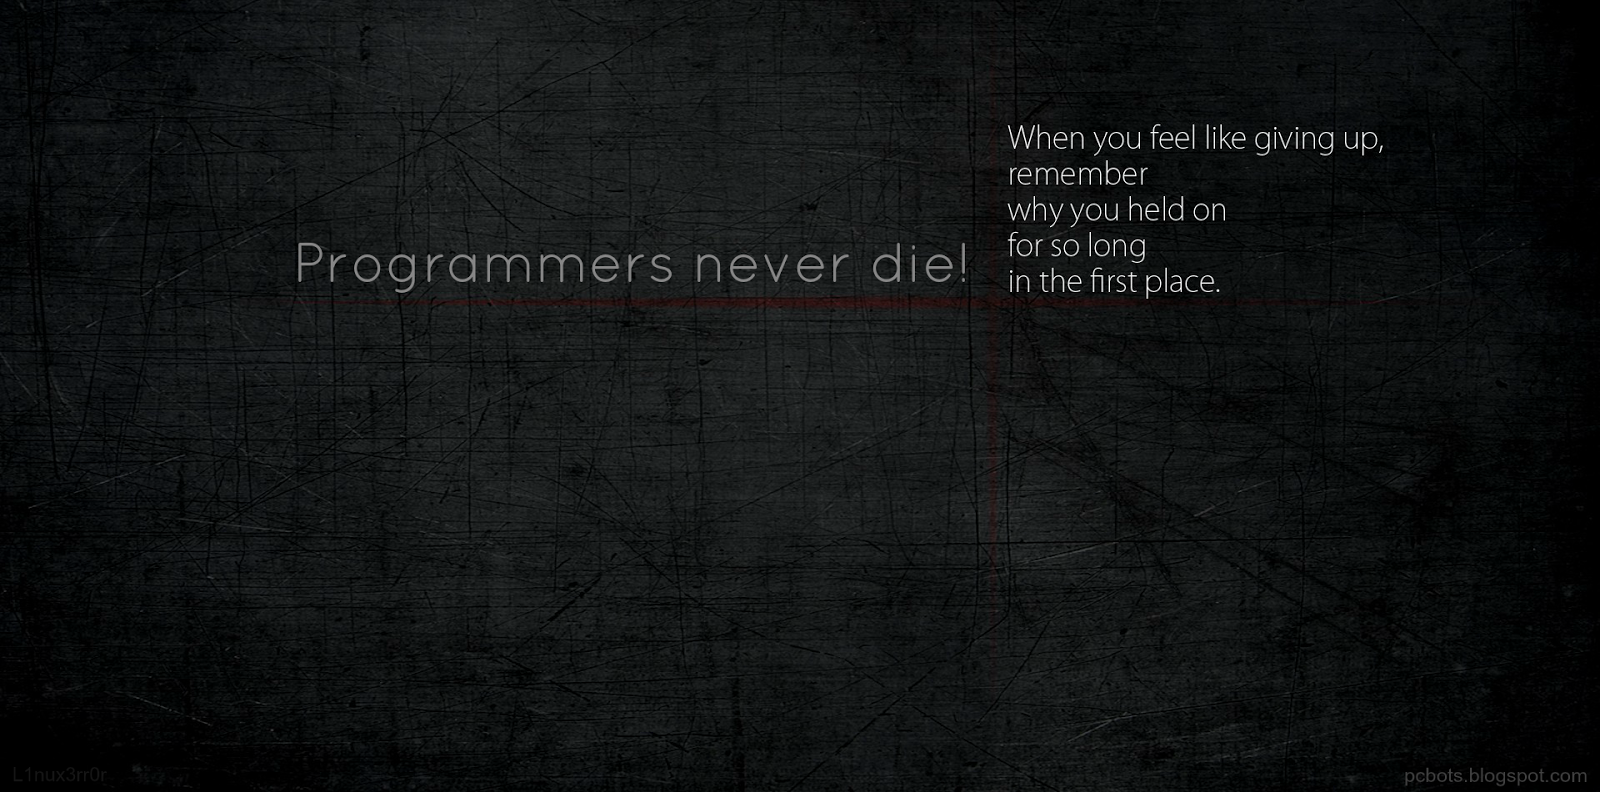 Programmers never die!
When you feel like giving up,
remember
why you held on
for so long
in the first place.
L1nux3rr0r
pcbots.blogspot.com